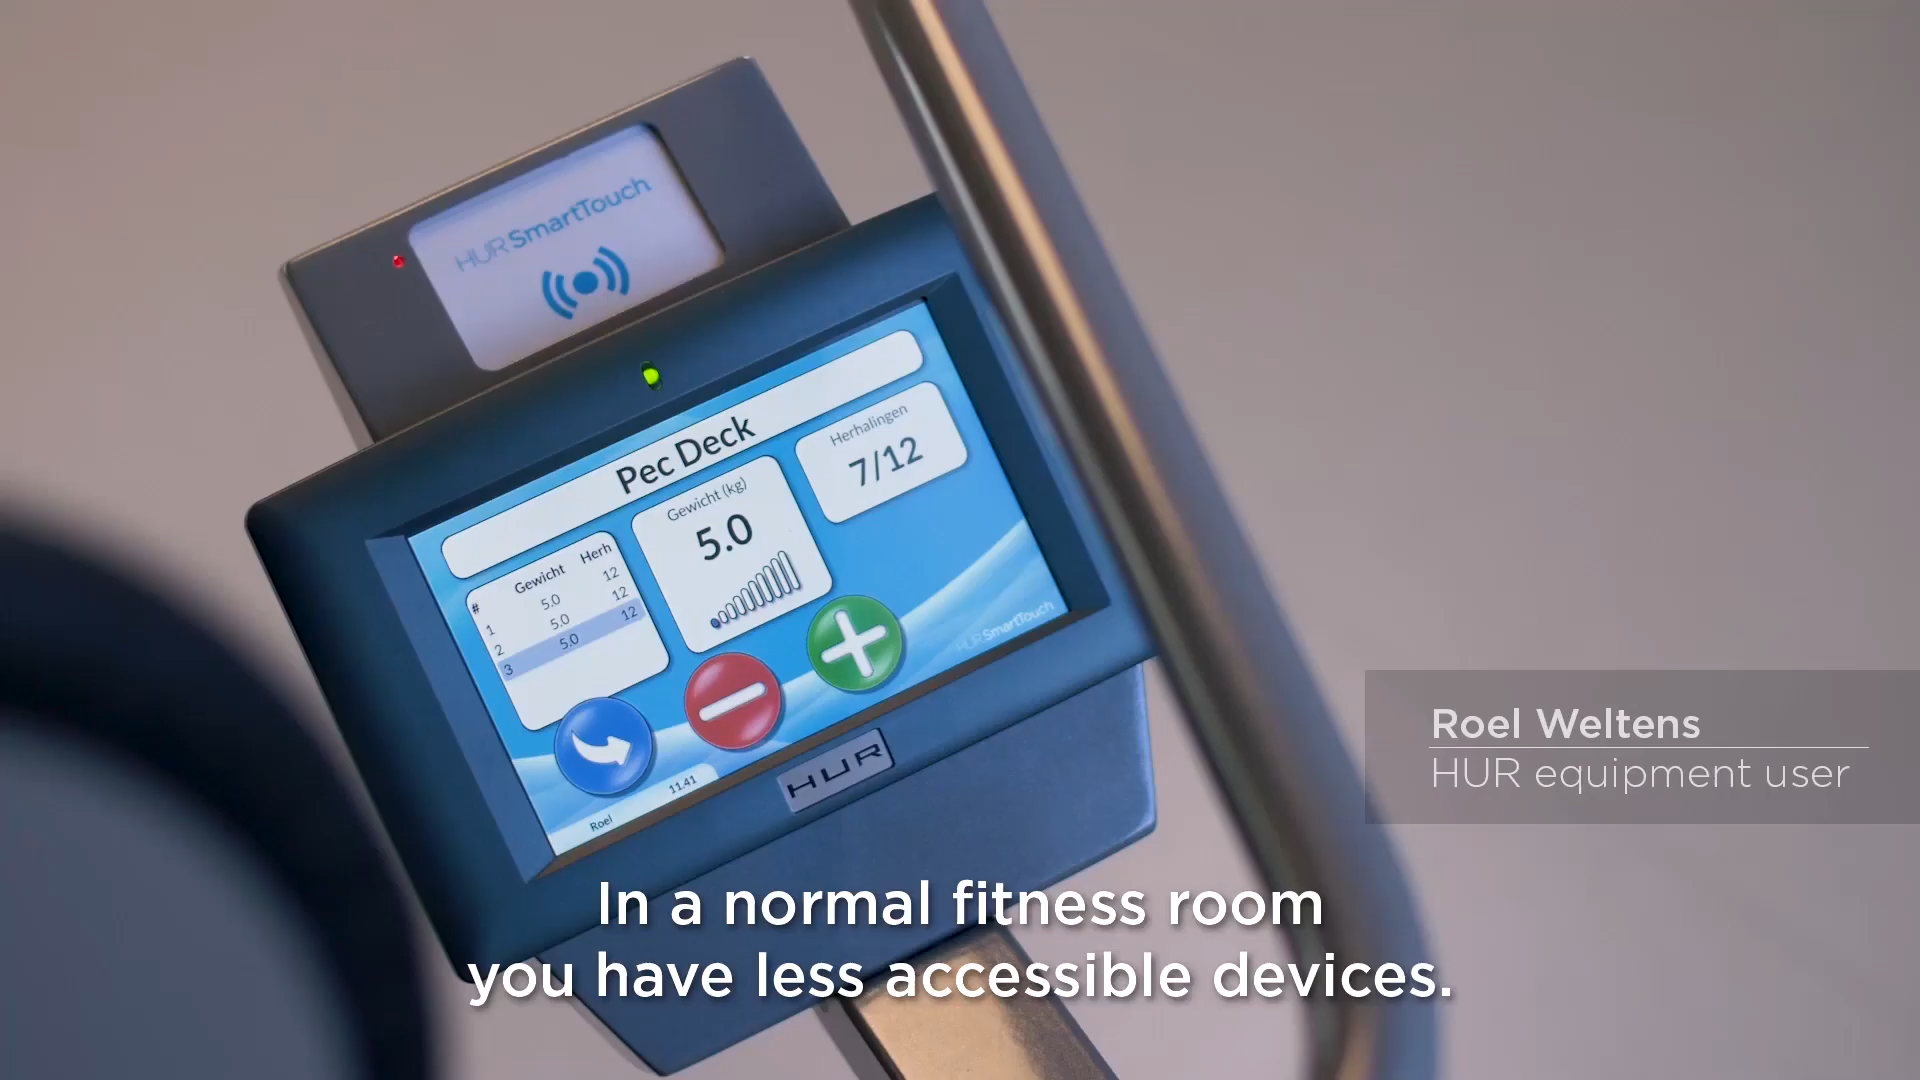 HUR SmartTouch
Pec Deck
# Gewicht Herh
1 5.0 12
2 5.0 12
3 5.0 12
Gewicht (kg)
5.0
Herhalingen
7/12
HUR SmartTouch
Roel
11:41
HUR
Roel Weltens
HUR equipment user
In a normal fitness room
you have less accessible devices.